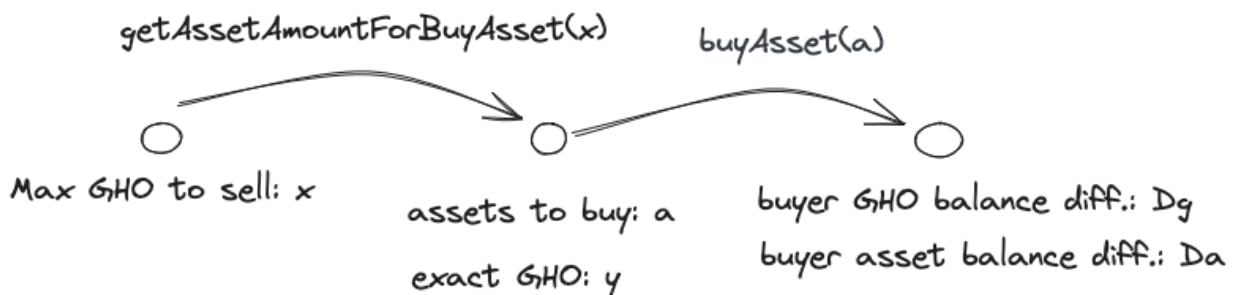 getAssetAmountForBuyAsset(x)
buyAsset(a)
Max GHO to sell: x
assets to buy: a
exact GHO: y
buyer GHO balance diff.: Dg
buyer asset balance diff.: Da